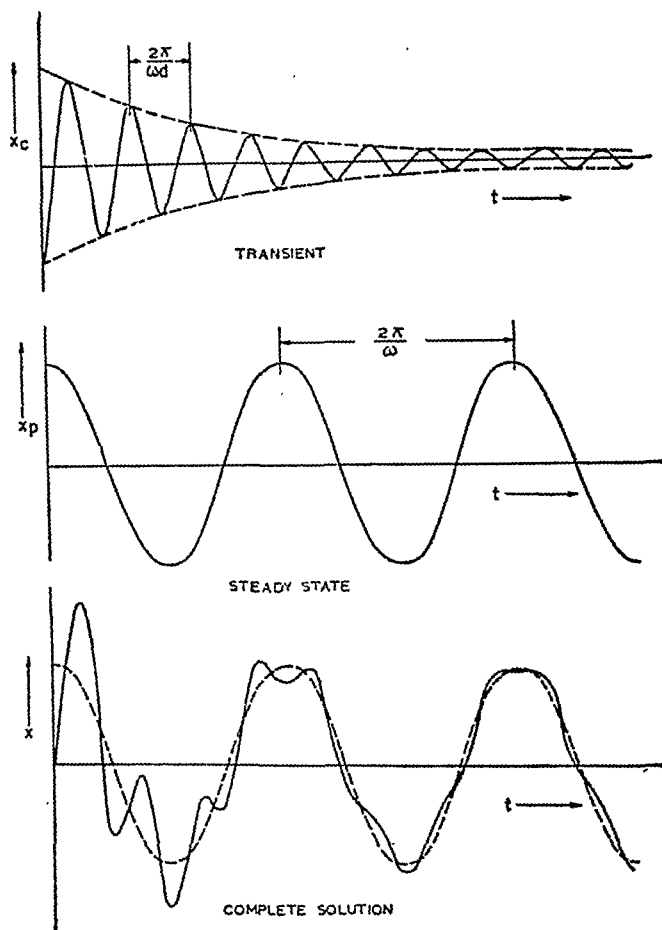 2π
ωd
xc
t
TRANSIENT
2π
ω
xp
t
STEADY STATE
x
t
COMPLETE SOLUTION